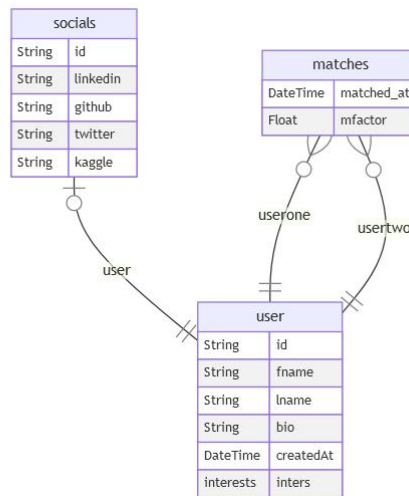 socials
String id
String linkedin
String github
String twitter
String kaggle
matches
DateTime matched_at
Float mfactor
userone
usertwo
user
user
String id
String fname
String lname
String bio
DateTime createdAt
interests inters